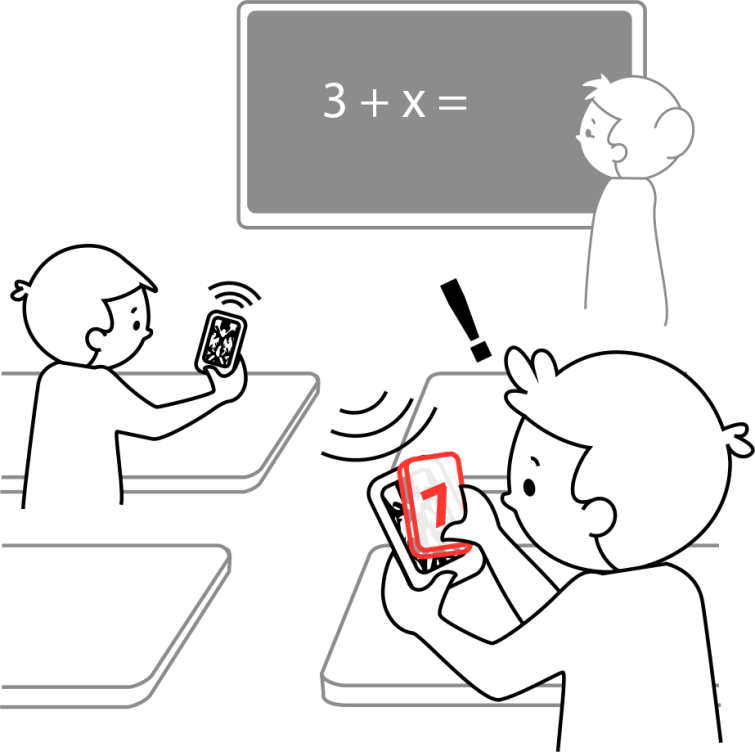 3 + x =
!
7